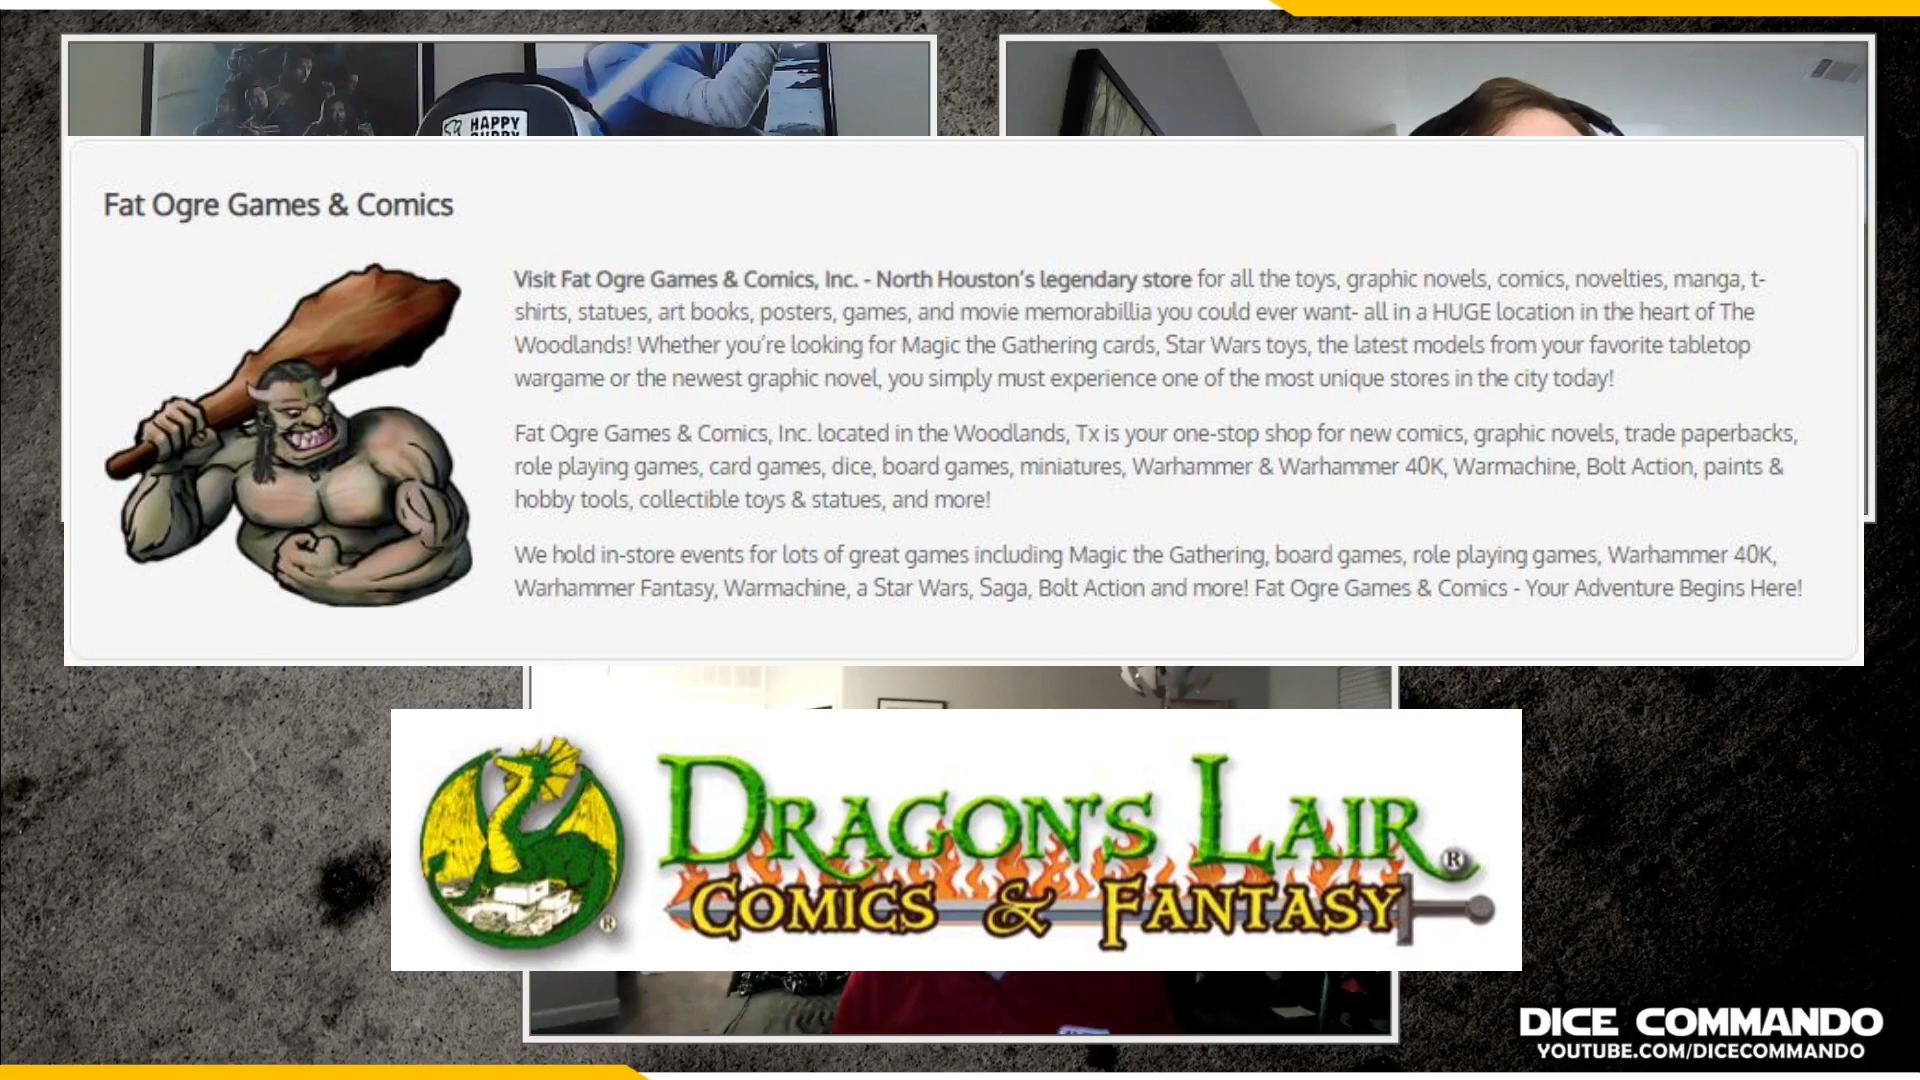 HAPPY
Fat Ogre Games & Comics
Visit Fat Ogre Games & Comics, Inc. - North Houston's legendary store for all the toys, graphic novels, comics, novelties, manga, t-
shirts, statues, art books, posters, games, and movie memorabillia you could ever want- all in a HUGE location in the heart of The
Woodlands! Whether you're looking for Magic the Gathering cards, Star Wars toys, the latest models from your favorite tabletop
wargame or the newest graphic novel, you simply must experience one of the most unique stores in the city today!
Fat Ogre Games & Comics, Inc. located in the Woodlands, Tx is your one-stop shop for new comics, graphic novels, trade paperbacks,
role playing games, card games, dice, board games, miniatures, Warhammer & Warhammer 40K, Warmachine, Bolt Action, paints &
hobby tools, collectible toys & statues, and more!
We hold in-store events for lots of great games including Magic the Gathering, board games, role playing games, Warhammer 40K,
Warhammer Fantasy, Warmachine, a Star Wars, Saga, Bolt Action and more! Fat Ogre Games & Comics - Your Adventure Begins Here!
DRAGON'S LAIR ®
COMICS & FANTASY
®
DICE COMMANDO
YOUTUBE.COM/DICECOMMANDO